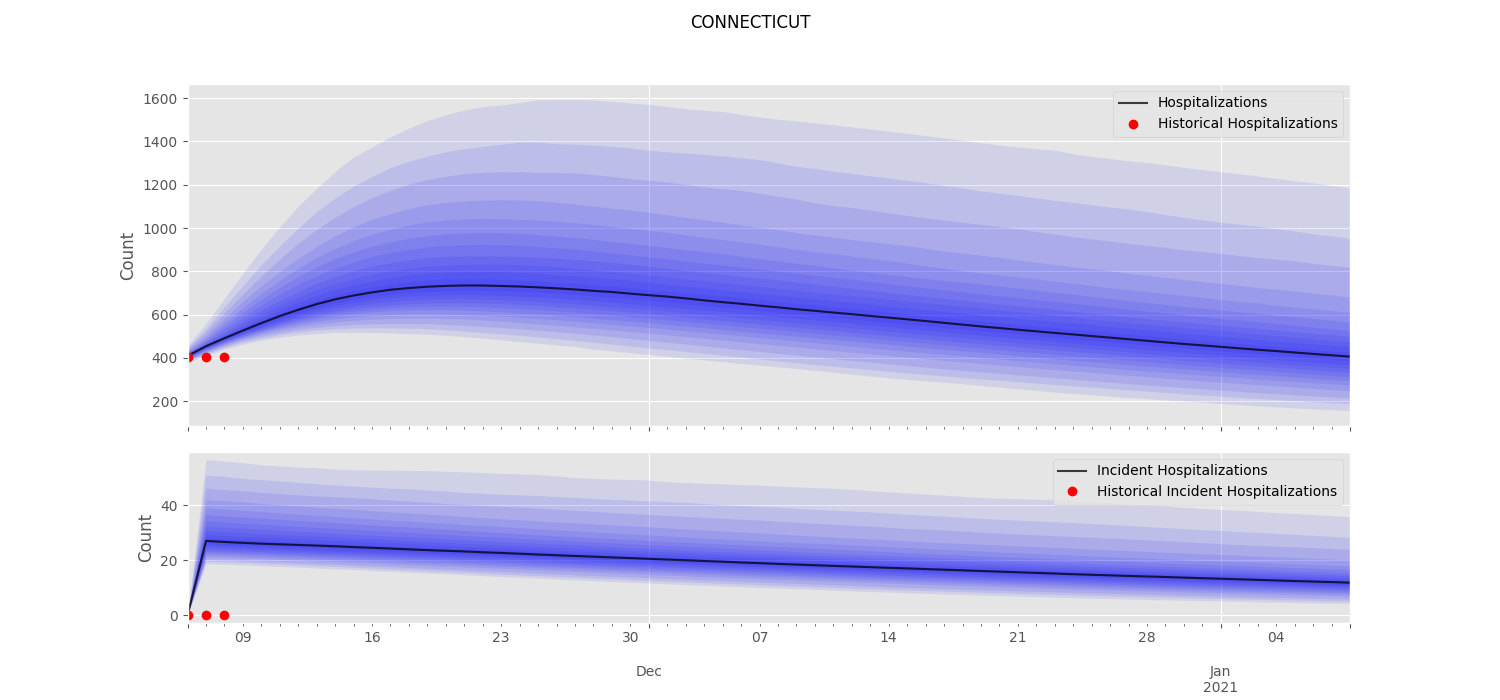 CONNECTICUT
1600
1400
1200
1000
800
600
400
200
Count
Hospitalizations
Historical Hospitalizations
40
20
0
Count
Incident Hospitalizations
Historical Incident Hospitalizations
09 16 23 30 07 14 21 28 04
Dec Jan
2021